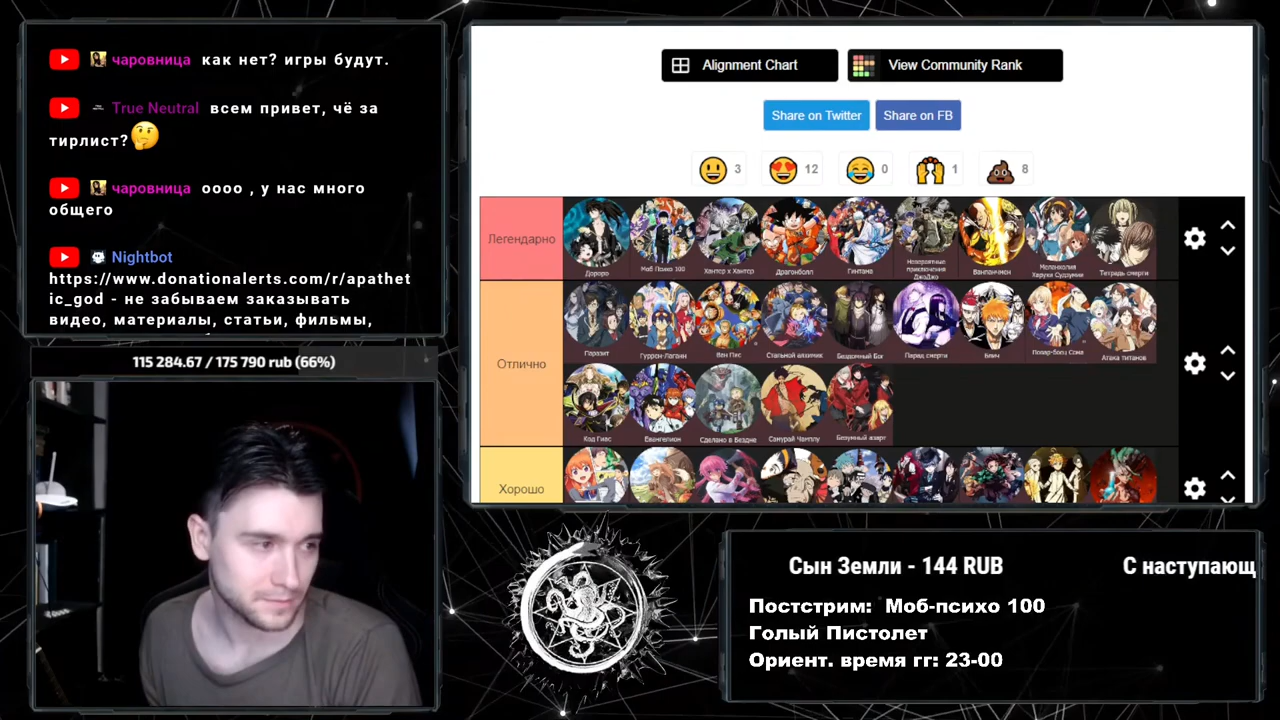 чаровница как нет? игры будут.
True Neutral всем привет, чё за
тирлист?🤔
чаровница оооо , у нас много
общего
Nightbot
https://www.donationalerts.com/r/apathet
ic_god - не забываем заказывать
видео, материалы, статьи, фильмы,
115 284.67 / 175 790 rub (66%)
Alignment Chart
View Community Rank
Share on Twitter
Share on FB
3
12
0
1
8
Легендарно
Дороро
Моб Психо 100
Хантер х Хантер
Драгонболл
Гинтама
Невероятные
приключения
ДжоДжо
Ванпанчмен
Меланхолия
Харухи Судзумии
Тетрадь смерти
Отлично
Паразит
Гуррен-Лаганн
Ван Пис
Стальной алхимик
Бездомный Бог
Парад смерти
Блич
Повар-боец Сома
Атака титанов
Код Гиас
Евангелион
Сделано в Бездне
Самурай Чамплу
Безумный азарт
Хорошо
Сын Земли - 144 RUB
С наступающ
Постстрим: Моб-психо 100
Голый Пистолет
Ориент. время гг: 23-00